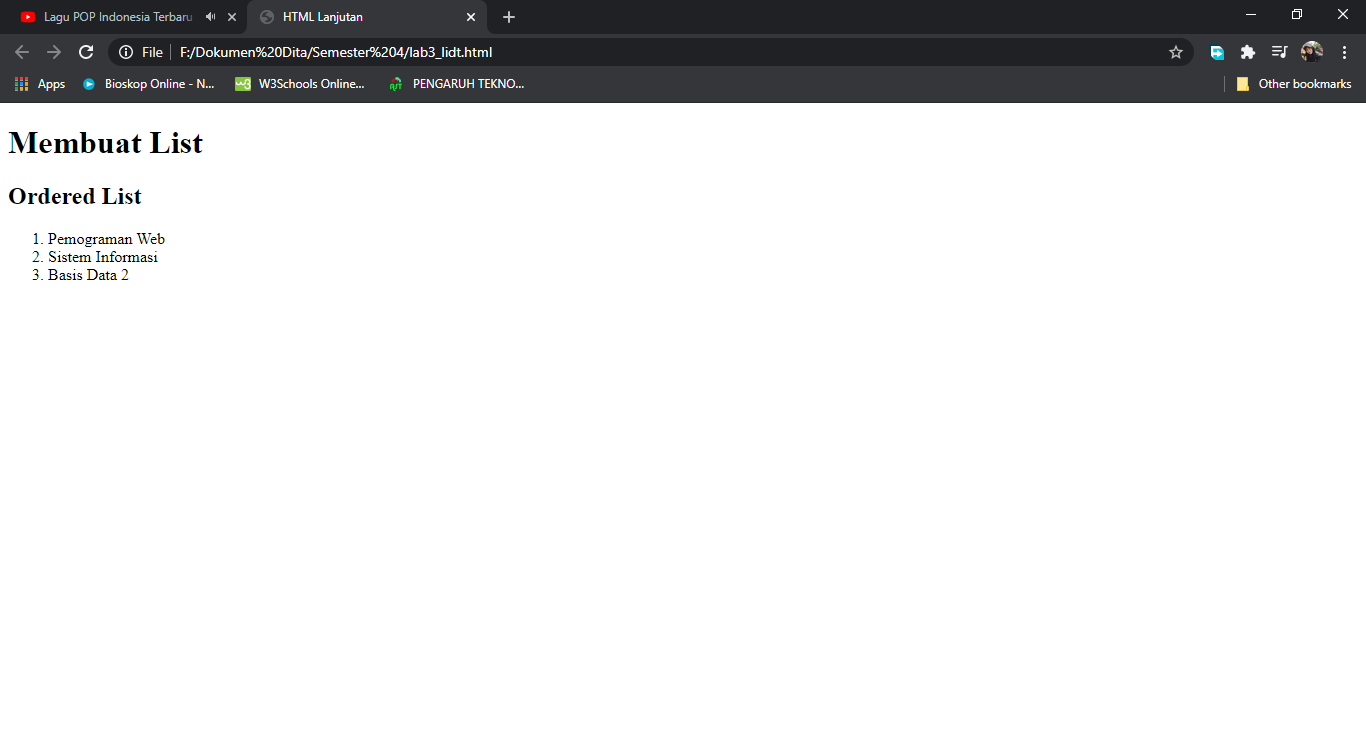 Lagu POP Indonesia Terbaru
HTML Lanjutan
File
F:/Dokumen%20Dita/Semester%204/lab3_lidt.html
Apps
Bioskop Online - N...
W3Schools Online...
PENGARUH TEKNO...
Other bookmarks
Membuat List
Ordered List
1. Pemograman Web
2. Sistem Informasi
3. Basis Data 2